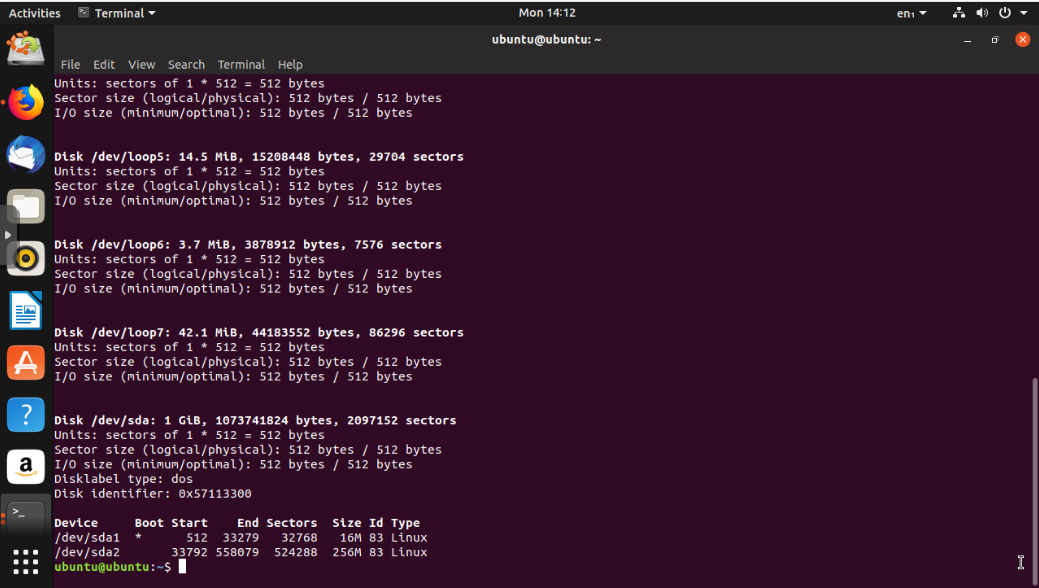 Activities Terminal Mon 14:12 en1
ubuntu@ubuntu: ~
File Edit View Search Terminal Help
Units: sectors of 1 * 512 = 512 bytes
Sector size (logical/physical): 512 bytes / 512 bytes
I/O size (minimum/optimal): 512 bytes / 512 bytes
Disk /dev/loop5: 14.5 MiB, 15208448 bytes, 29704 sectors
Units: sectors of 1 * 512 = 512 bytes
Sector size (logical/physical): 512 bytes / 512 bytes
I/O size (minimum/optimal): 512 bytes / 512 bytes
Disk /dev/loop6: 3.7 MiB, 3878912 bytes, 7576 sectors
Units: sectors of 1 * 512 = 512 bytes
Sector size (logical/physical): 512 bytes / 512 bytes
I/O size (minimum/optimal): 512 bytes / 512 bytes
Disk /dev/loop7: 42.1 MiB, 44183552 bytes, 86296 sectors
Units: sectors of 1 * 512 = 512 bytes
Sector size (logical/physical): 512 bytes / 512 bytes
I/O size (minimum/optimal): 512 bytes / 512 bytes
Disk /dev/sda: 1 GiB, 1073741824 bytes, 2097152 sectors
Units: sectors of 1 * 512 = 512 bytes
Sector size (logical/physical): 512 bytes / 512 bytes
I/O size (minimum/optimal): 512 bytes / 512 bytes
Disklabel type: dos
Disk identifier: 0x57113300
Device     Boot Start    End Sectors  Size Id Type
/dev/sda1  *      512  33279   32768   16M 83 Linux
/dev/sda2       33792 558079  524288  256M 83 Linux
ubuntu@ubuntu:~$